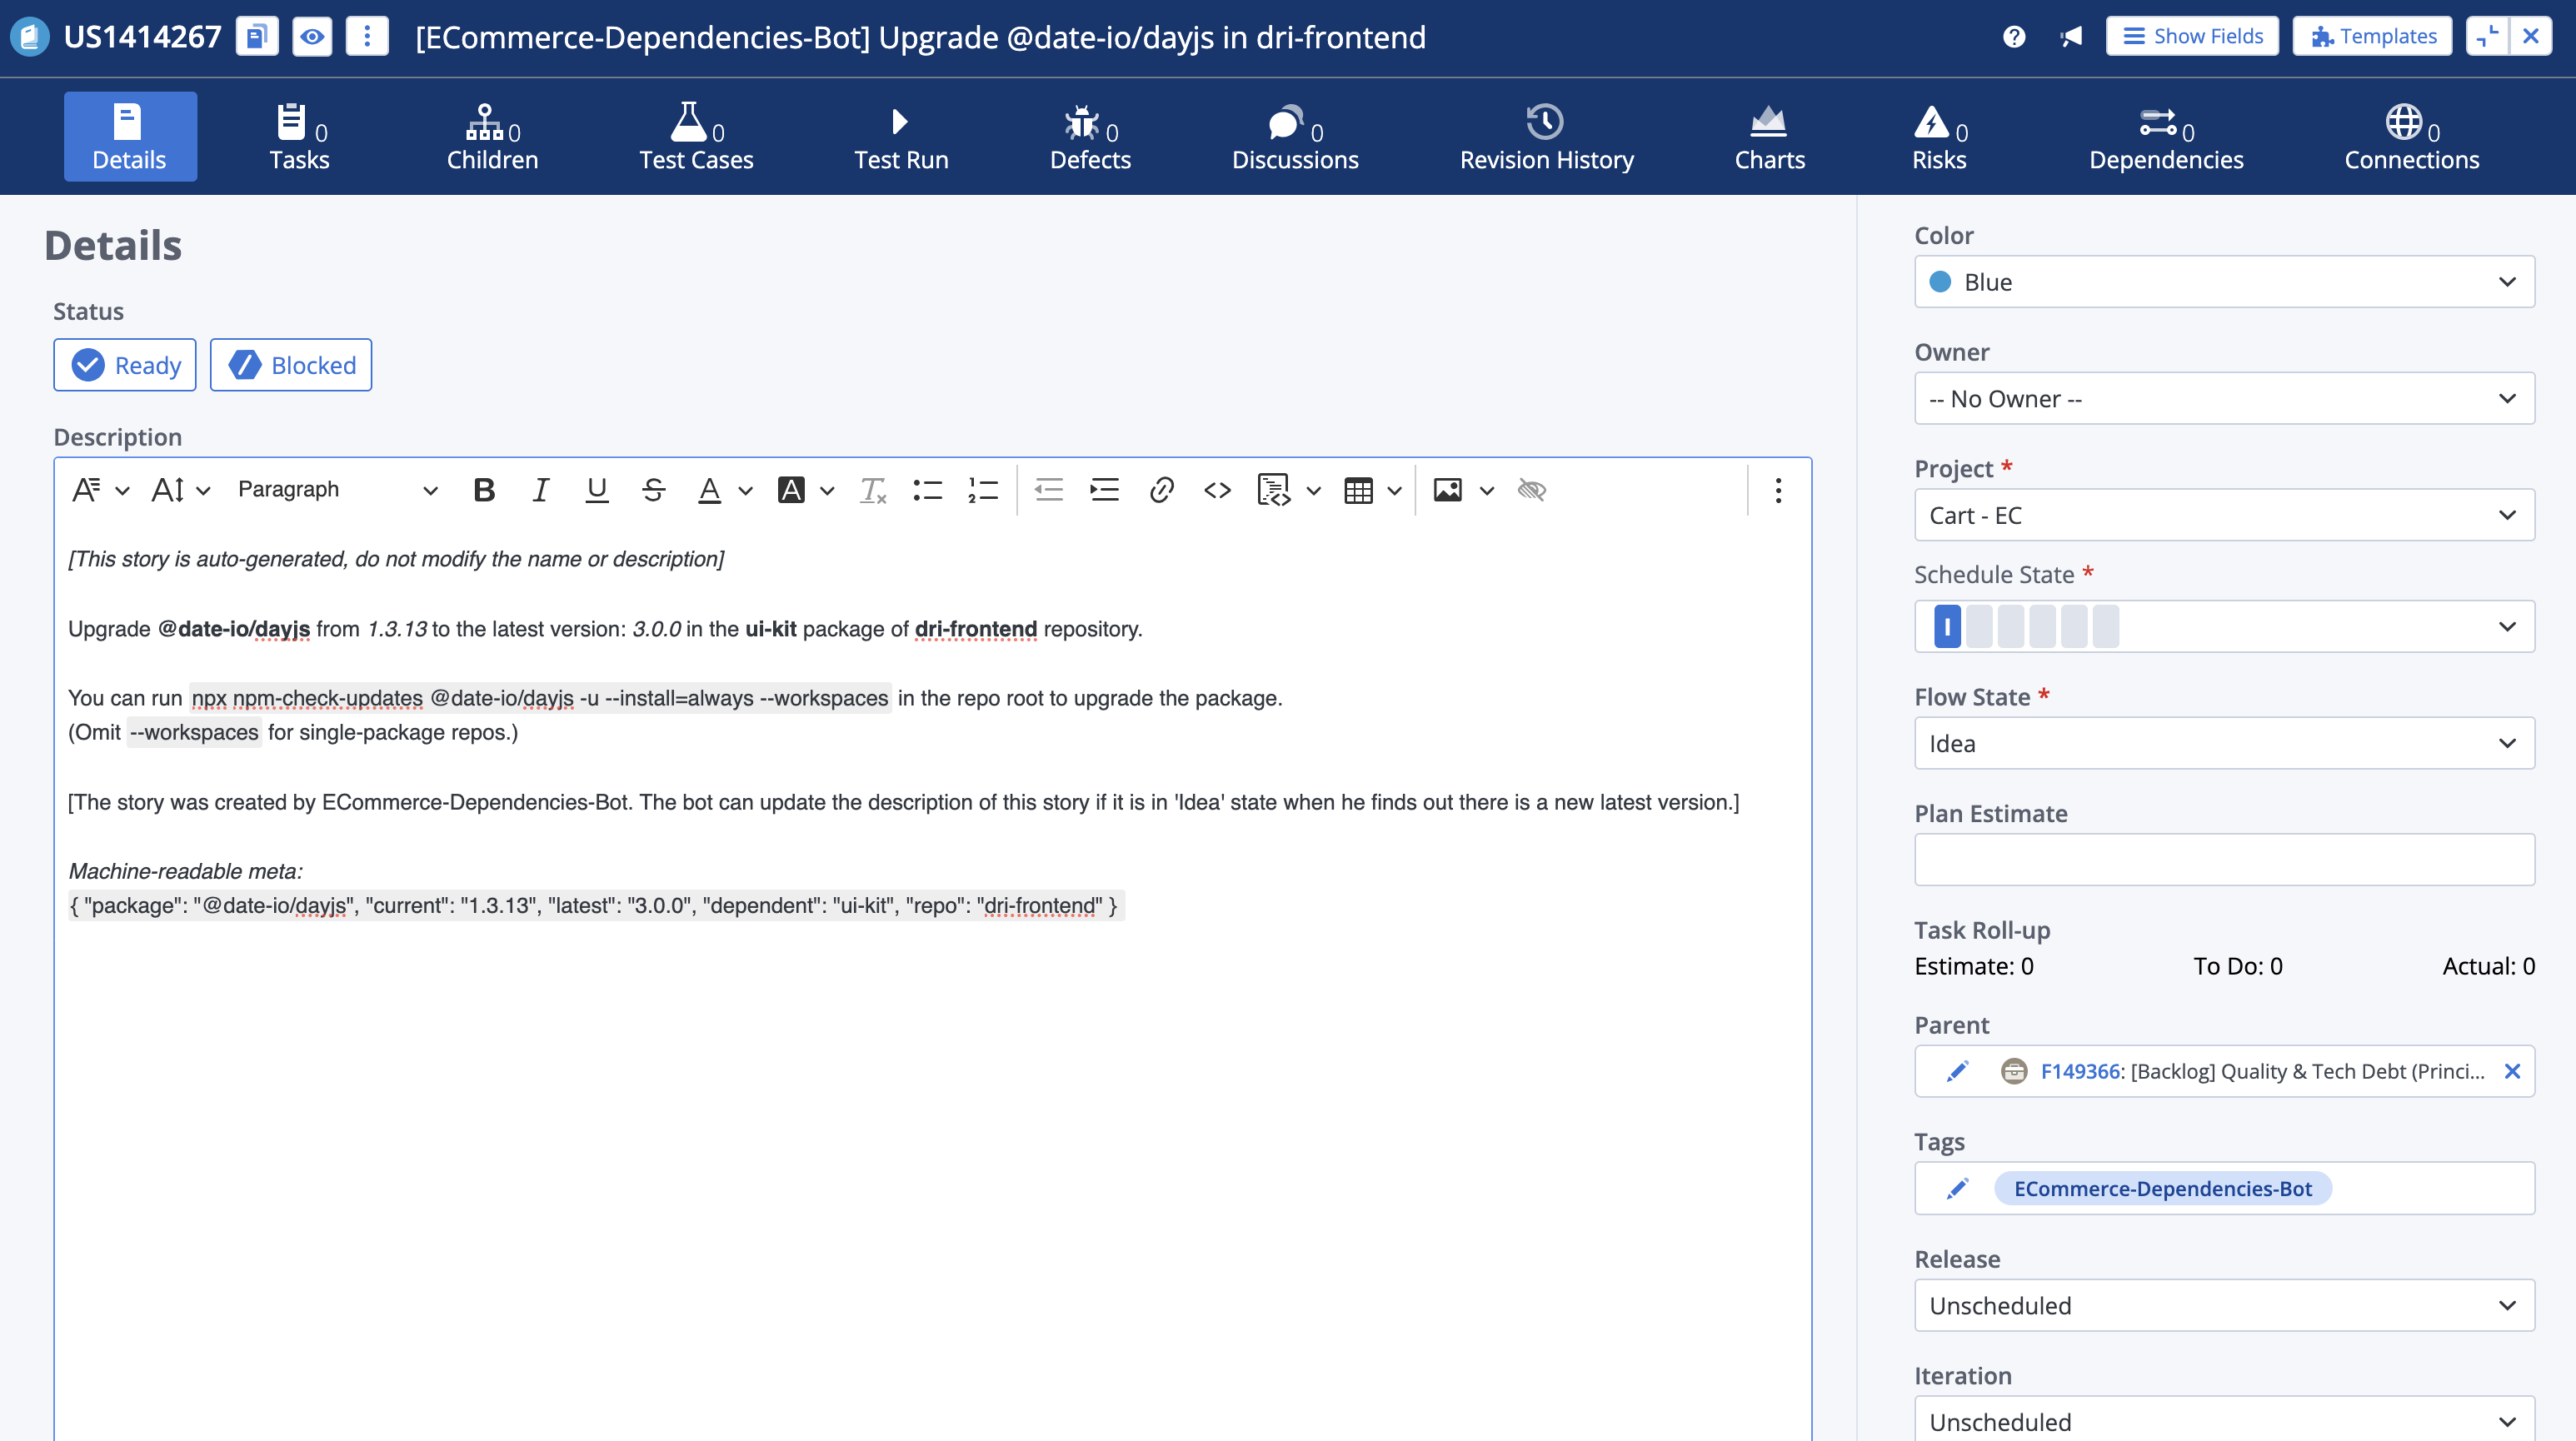 US1414267 [ECommerce-Dependencies-Bot] Upgrade @date-io/dayjs in dri-frontend Show Fields Templates
Details
Tasks 0
Children 0
Test Cases 0
Test Run
Defects 0
Discussions 0
Revision History
Charts
Risks 0
Dependencies 0
Connections 0
Details
Status
Ready Blocked
Description
Paragraph
[This story is auto-generated, do not modify the name or description]
Upgrade @date-io/dayjs from 1.3.13 to the latest version: 3.0.0 in the ui-kit package of dri-frontend repository.
You can run npx npm-check-updates @date-io/dayjs -u --install=always --workspaces in the repo root to upgrade the package.
(Omit --workspaces for single-package repos.)
[The story was created by ECommerce-Dependencies-Bot. The bot can update the description of this story if it is in 'Idea' state when he finds out there is a new latest version.]
Machine-readable meta:
{ "package": "@date-io/dayjs", "current": "1.3.13", "latest": "3.0.0", "dependent": "ui-kit", "repo": "dri-frontend" }
Color
Blue
Owner
-- No Owner --
Project *
Cart - EC
Schedule State *
I
Flow State *
Idea
Plan Estimate
Task Roll-up
Estimate: 0 To Do: 0 Actual: 0
Parent
F149366: [Backlog] Quality & Tech Debt (Princi...
Tags
ECommerce-Dependencies-Bot
Release
Unscheduled
Iteration
Unscheduled